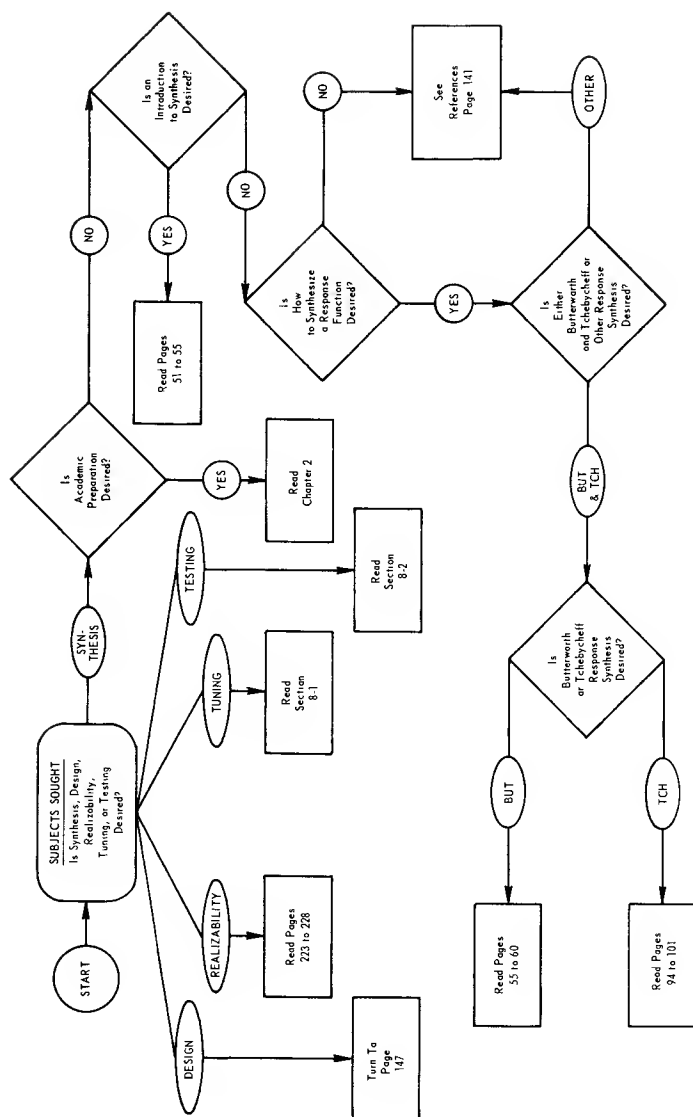 START
SUBJECTS SOUGHT
Is Synthesis, Design,
Realizability,
Tuning, or Testing
Desired?
SYN-
THESIS
Is
Academic
Preparation
Desired?
NO
Is an
Introduction
to Synthesis
Desired?
YES
Read
Chapter 2
YES
Read Pages
51 to 55
NO
Is
How
to Synthesize
a Response
Function
Desired?
NO
See
References
Page 141
YES
Is
Either
Butterworth
and Tchebycheff or
Other Response
Synthesis
Desired?
OTHER
BUT
& TCH
Is
Butterworth
or Tchebycheff
Response
Synthesis
Desired?
BUT
Read Pages
55 to 60
TCH
Read Pages
94 to 101
DESIGN
Turn Ta
Page
147
REALIZABILITY
Read Pages
223 to 228
TUNING
Read
Section
8-1
TESTING
Read
Section
8-2